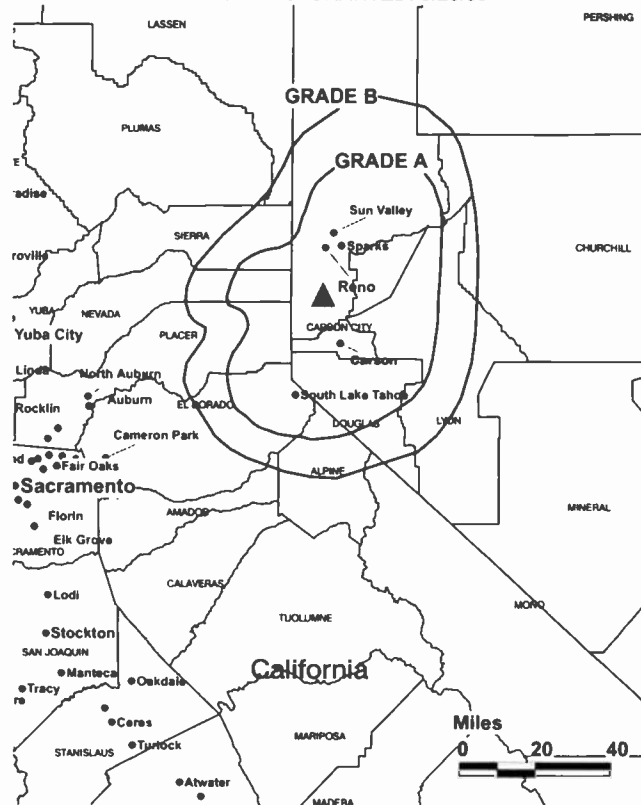 LASSEN
PERSHING
GRADE B
PLUMAS
GRADE A
Sun Valley
SIERRA
Sparks
CHURCHILL
Reno
YUBA
NEVADA
CARSON CITY
Yuba City
PLACER
Carson
Linda
North Auburn
South Lake Tahoe
Rocklin
Auburn
EL DORADO
DOUGLAS
LYON
Cameron Park
Fair Oaks
ALPINE
Sacramento
MINERAL
Florin
AMADOR
Elk Grove
CRAMENTO
CALAVERAS
Lodi
MONO
TUOLUMNE
Stockton
SAN JOAQUIN
California
Manteca
Oakdale
Tracy
re
Ceres
Miles
MARIPOSA
0 20 40
STANISLAUS
Turlock
Atwater
MADERA